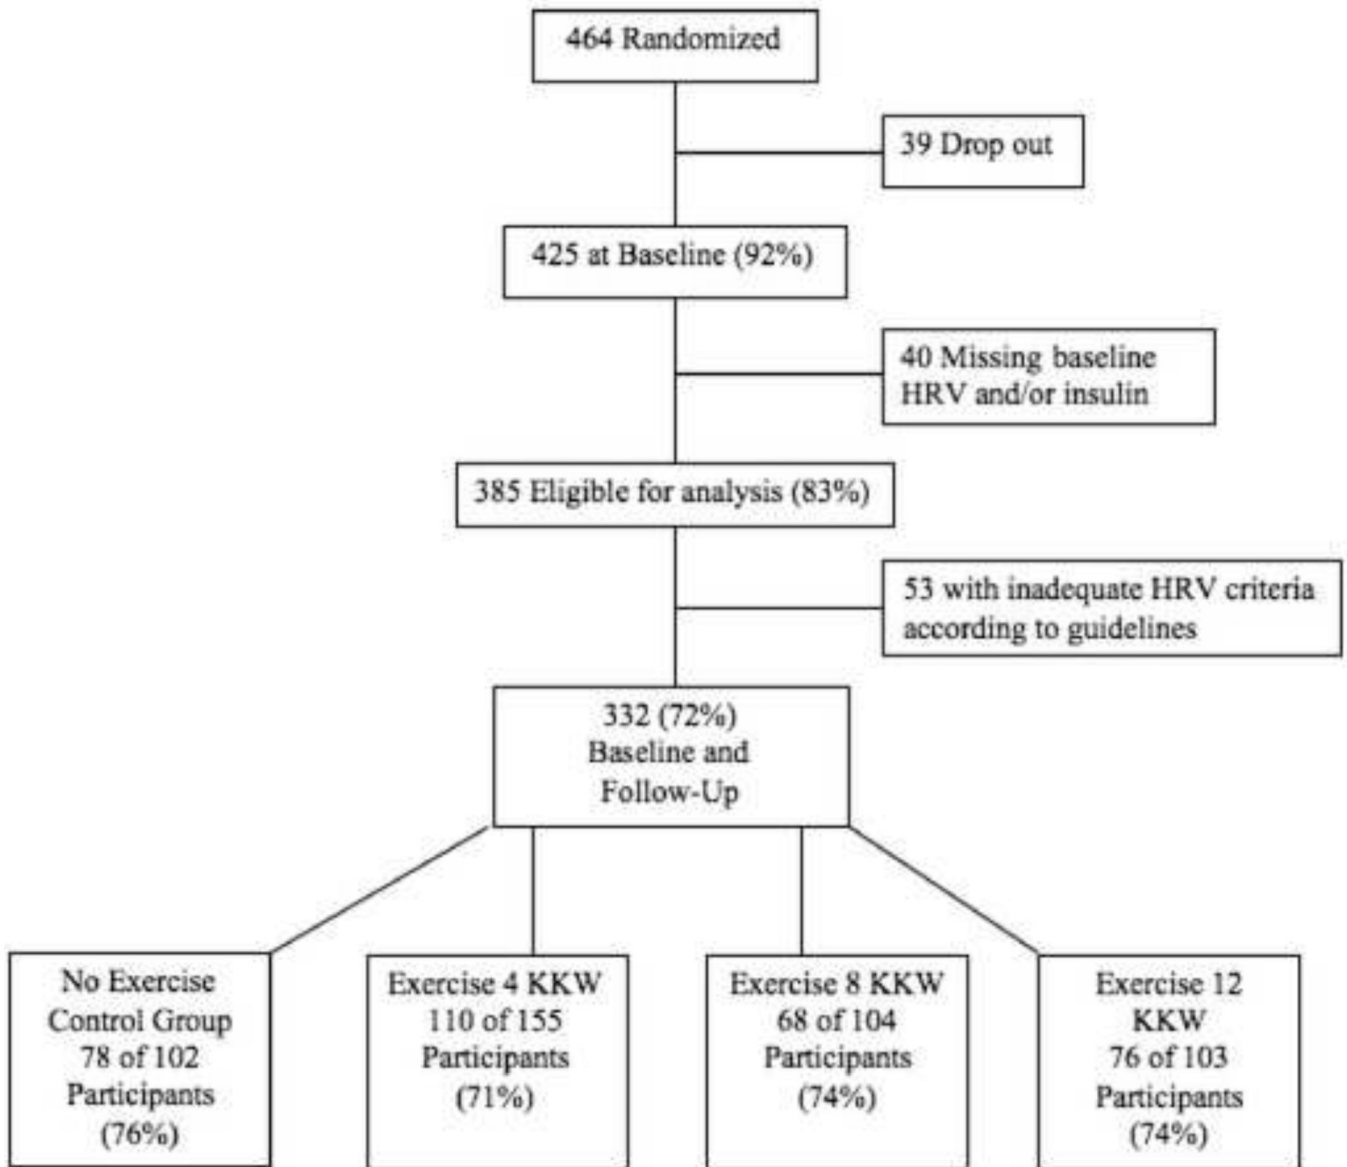 464 Randomized
39 Drop out
425 at Baseline (92%)
40 Missing baseline
HRV and/or insulin
385 Eligible for analysis (83%)
53 with inadequate HRV criteria
according to guidelines
332 (72%)
Baseline and
Follow-Up
No Exercise
Control Group
78 of 102
Participants
(76%)
Exercise 4 KKW
110 of 155
Participants
(71%)
Exercise 8 KKW
68 of 104
Participants
(74%)
Exercise 12
KKW
76 of 103
Participants
(74%)